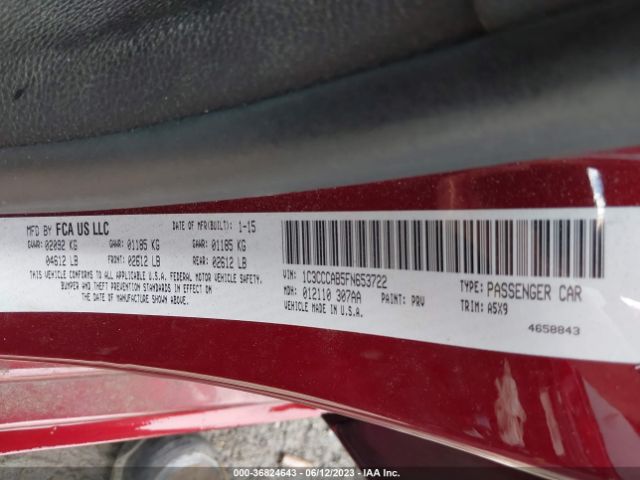 MFD BY FCA US LLC
DATE OF MFR(BUILT): 1-15
GVWR: 02092 KG GAWR: 01185 KG GAWR: 01185 KG
04612 LB FRONT: 02612 LB REAR: 02612 LB
THIS VEHICLE CONFORMS TO ALL APPLICABLE U.S.A. FEDERAL MOTOR VEHICLE SAFETY,
BUMPER AND THEFT PREVENTION STANDARDS IN EFFECT ON
THE DATE OF MANUFACTURE SHOWN ABOVE.
VIN: 1C3CCCAB5FN653722
MDH: 012110 307AA PAINT: PRV
VEHICLE MADE IN U.S.A.
TYPE: PASSENGER CAR
TRIM: A5X9
4658843
000-36824643 - 06/12/2023 - IAA Inc.